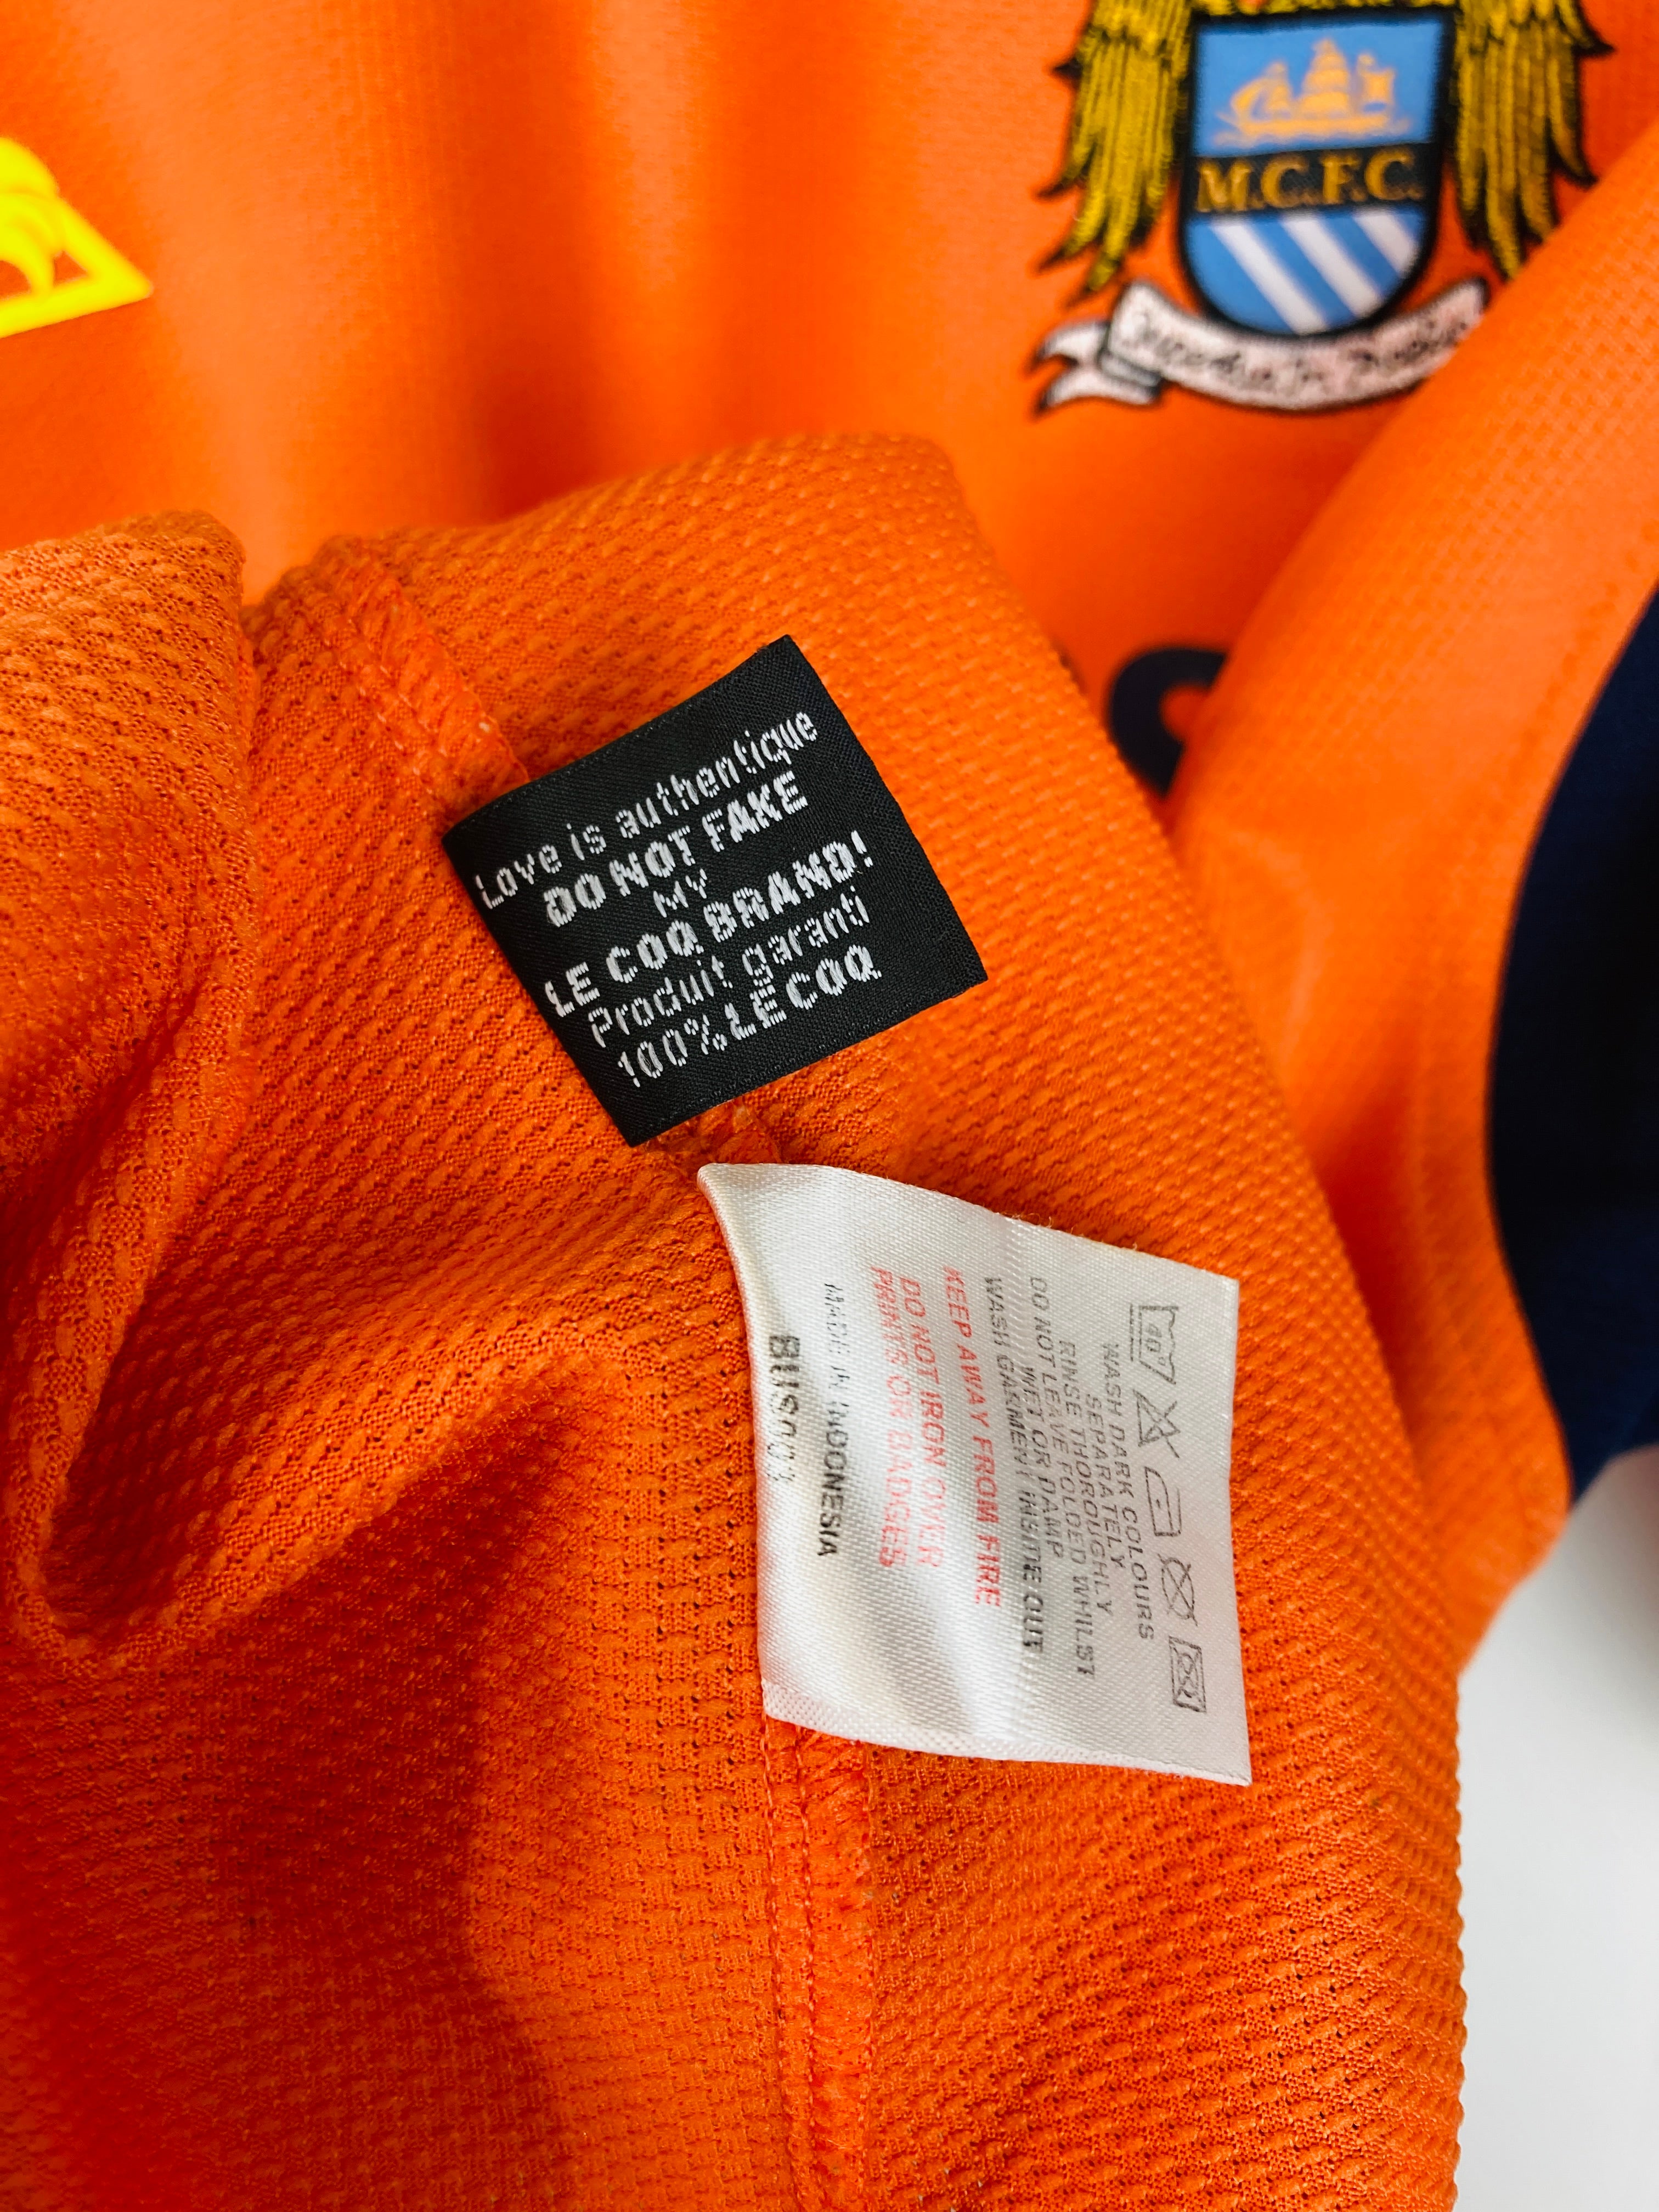 M.C.F.C.
Love is authentique
DO NOT FAKE
MY
LE COQ BRAND!
Produit garanti
100% LE COQ
40°
WASH DARK COLOURS
SEPARATELY
RINSE THOROUGHLY
DO NOT LEAVE FOLDED WHILST
WET OR DAMP
WASH GARMENT INSIDE OUT
KEEP AWAY FROM FIRE
DO NOT IRON OVER
PRINTS OR BADGES
MADE IN INDONESIA